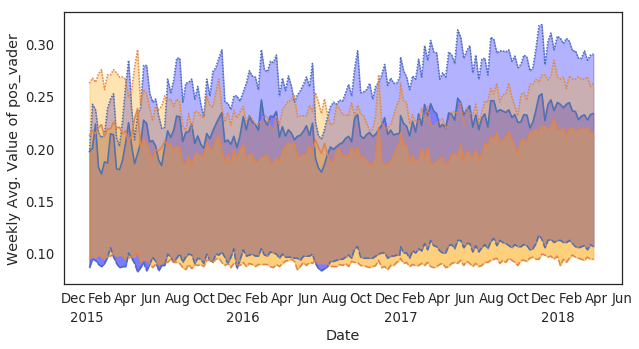 Weekly Avg. Value of pos_vader
0.30
0.25
0.20
0.15
0.10
Dec Feb Apr Jun Aug Oct Dec Feb Apr Jun Aug Oct Dec Feb Apr Jun Aug Oct Dec Feb Apr Jun
2015 2016 2017 2018
Date